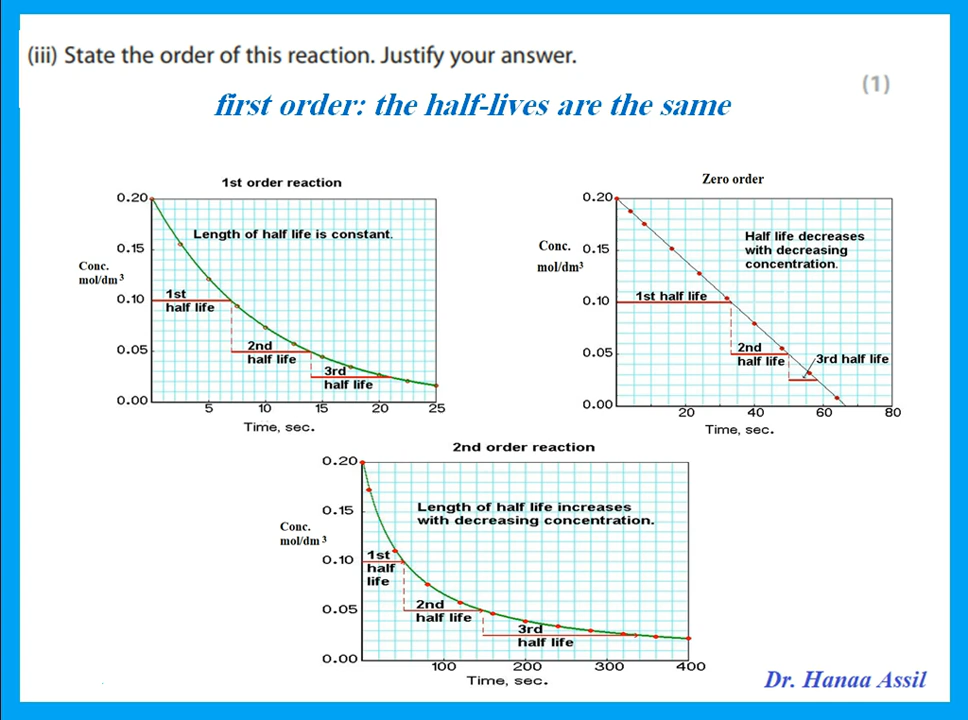 (iii) State the order of this reaction. Justify your answer.
(1)
first order: the half-lives are the same
1st order reaction
0.20
Length of half life is constant.
0.15
Conc.
mol/dm3
0.10
1st
half life
0.05
2nd
half life
3rd
half life
0.00
5 10 15 20 25
Time, sec.
Zero order
0.20
Half life decreases
with decreasing
concentration.
Conc.
mol/dm3
0.15
0.10
1st half life
0.05
2nd
half life
3rd half life
0.00
20 40 60 80
Time, sec.
2nd order reaction
0.20
0.15
Length of half life increases
with decreasing concentration.
Conc.
mol/dm 3
0.10
1st
half
life
0.05
2nd
half life
3rd
half life
0.00
100 200 300 400
Time, sec.
Dr. Hanaa Assil